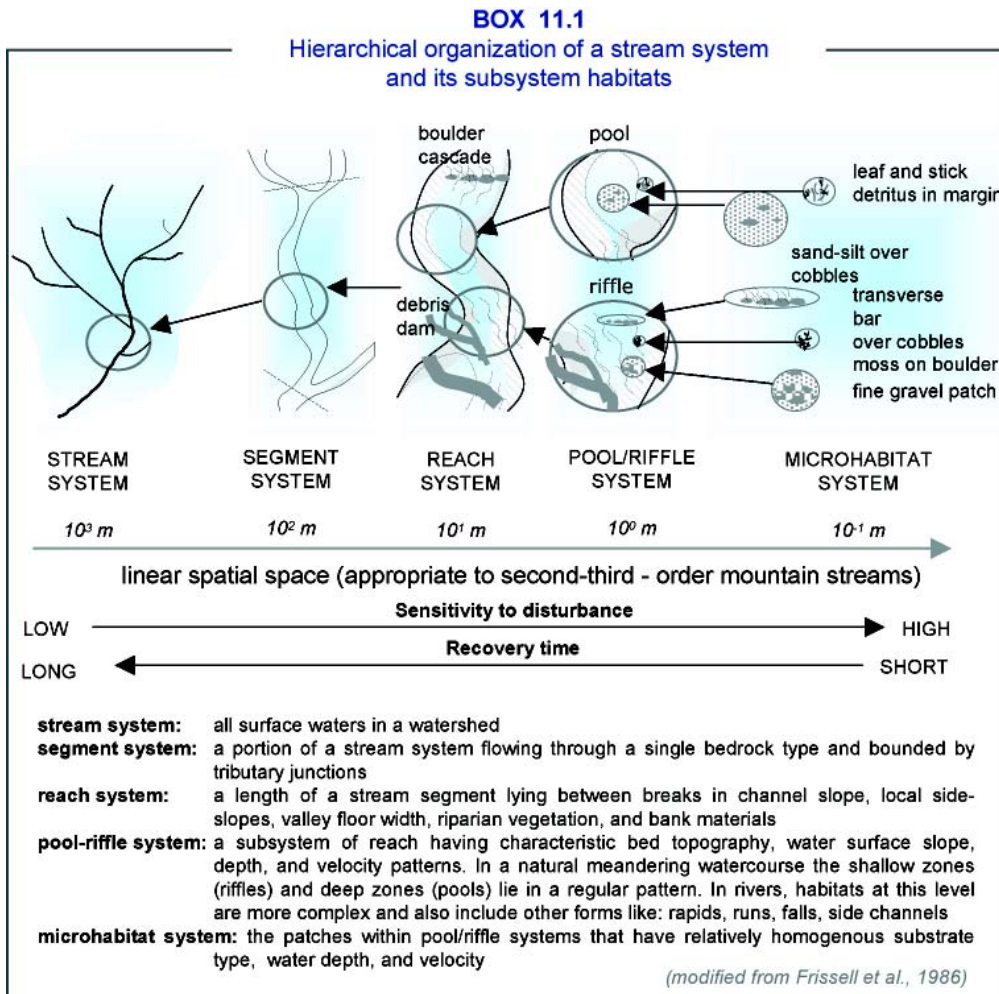 BOX 11.1
Hierarchical organization of a stream system
and its subsystem habitats
boulder
cascade
pool
leaf and stick
detritus in margin
sand-silt over
cobbles
debris
dam
riffle
transverse
bar
over cobbles
moss on boulder
fine gravel patch
STREAM
SYSTEM
SEGMENT
SYSTEM
REACH
SYSTEM
POOL/RIFFLE
SYSTEM
MICROHABITAT
SYSTEM
10³ m
10² m
10¹ m
10⁰ m
10⁻¹ m
linear spatial space (appropriate to second-third - order mountain streams)
Sensitivity to disturbance
LOW
HIGH
Recovery time
LONG
SHORT
stream system: all surface waters in a watershed
segment system: a portion of a stream system flowing through a single bedrock type and bounded by
tributary junctions
reach system: a length of a stream segment lying between breaks in channel slope, local side-
slopes, valley floor width, riparian vegetation, and bank materials
pool-riffle system: a subsystem of reach having characteristic bed topography, water surface slope,
depth, and velocity patterns. In a natural meandering watercourse the shallow zones
(riffles) and deep zones (pools) lie in a regular pattern. In rivers, habitats at this level
are more complex and also include other forms like: rapids, runs, falls, side channels
microhabitat system: the patches within pool/riffle systems that have relatively homogenous substrate
type, water depth, and velocity
(modified from Frissell et al., 1986)